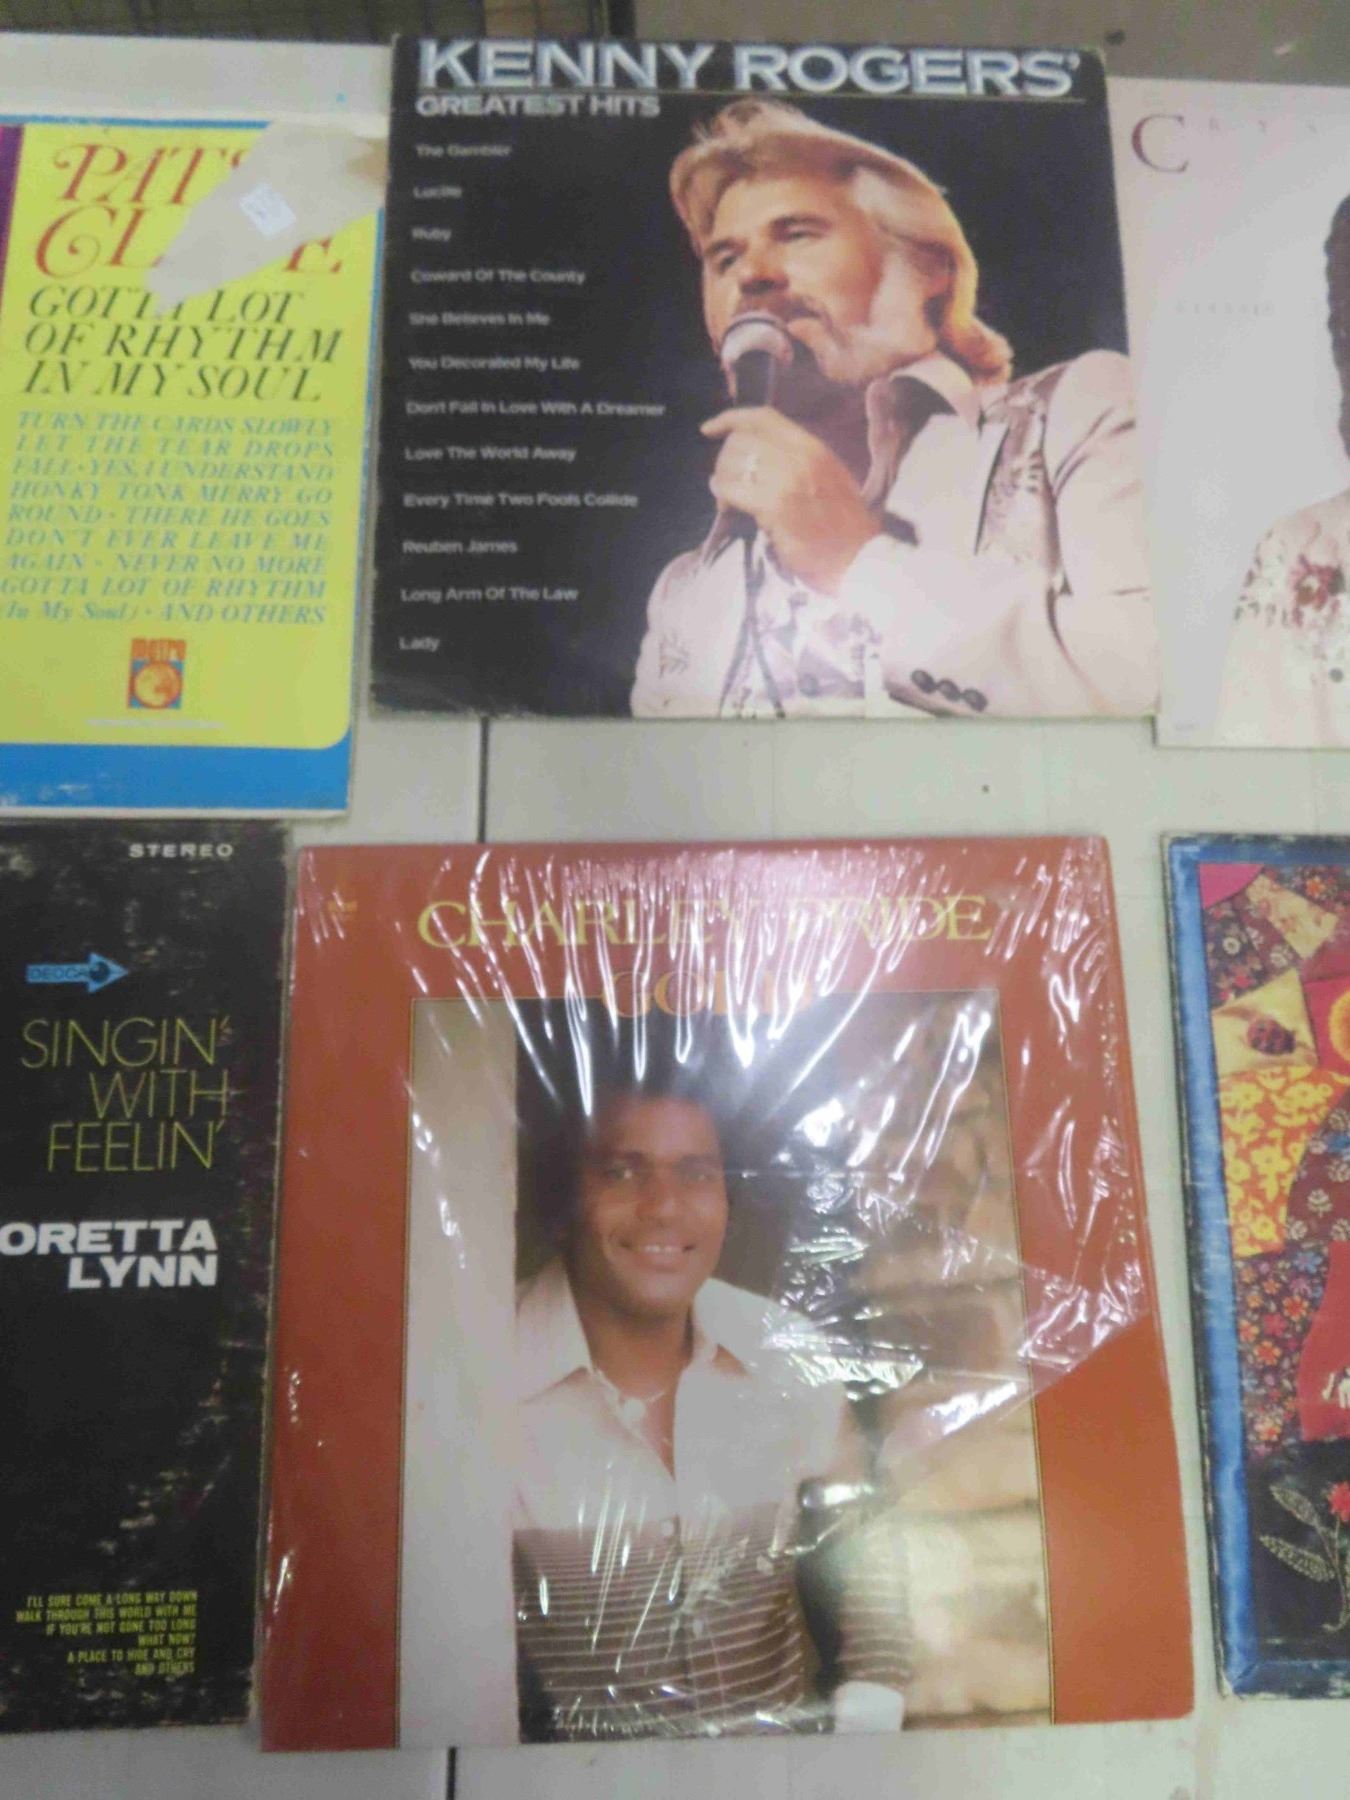 CLINE
GOTTA LOT
OF RHYTHM
IN MY SOUL
TURN THE CARDS SLOWLY
LET THE TEAR DROPS
FALL · YES, I UNDERSTAND
HONKY TONK MERRY GO
ROUND · THERE HE GOES
DON'T EVER LEAVE ME
AGAIN · NEVER NO MORE
GOTTA LOT OF RHYTHM
(In My Soul) · AND OTHERS
METRO
KENNY ROGERS'
GREATEST HITS
The Gambler
Lucille
Ruby
Coward Of The County
She Believes In Me
You Decorated My Life
Don't Fall In Love With A Dreamer
Love The World Away
Every Time Two Fools Collide
Reuben James
Long Arm Of The Law
Lady
C R Y
CLASSIC
STEREO
DECCA
SINGIN'
WITH
FEELIN'
ORETTA
LYNN
I'LL SURE COME A LONG WAY DOWN
WALK THROUGH THIS WORLD WITH ME
IF YOU'RE NOT GONE TOO LONG
WHAT NOW?
A PLACE TO HIDE AND CRY
AND OTHERS
CHARLEY PRIDE
GOLD